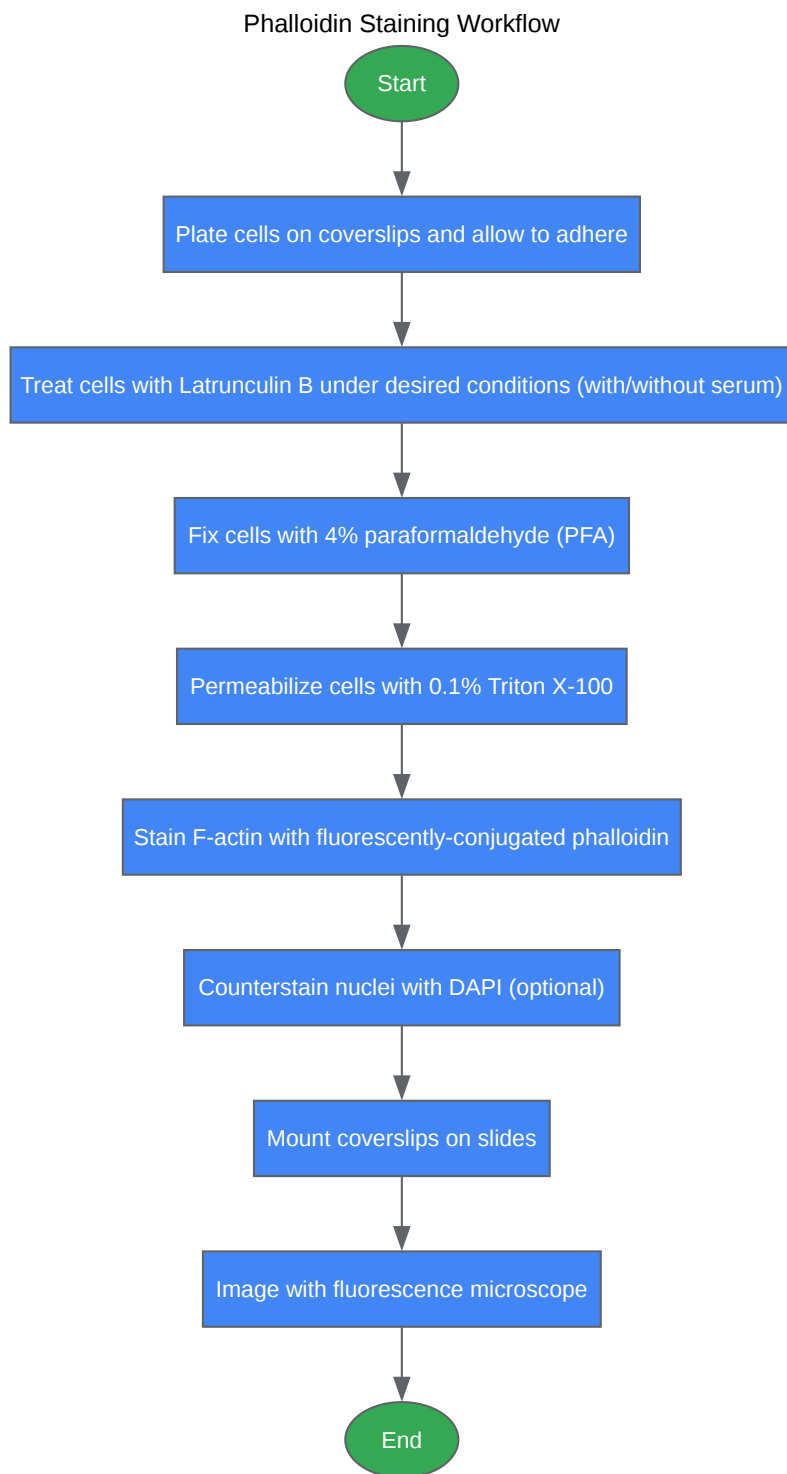 Phalloidin Staining Workflow
Start
Plate cells on coverslips and allow to adhere
Treat cells with Latrunculin B under desired conditions (with/without serum)
Fix cells with 4% paraformaldehyde (PFA)
Permeabilize cells with 0.1% Triton X-100
Stain F-actin with fluorescently-conjugated phalloidin
Counterstain nuclei with DAPI (optional)
Mount coverslips on slides
Image with fluorescence microscope
End